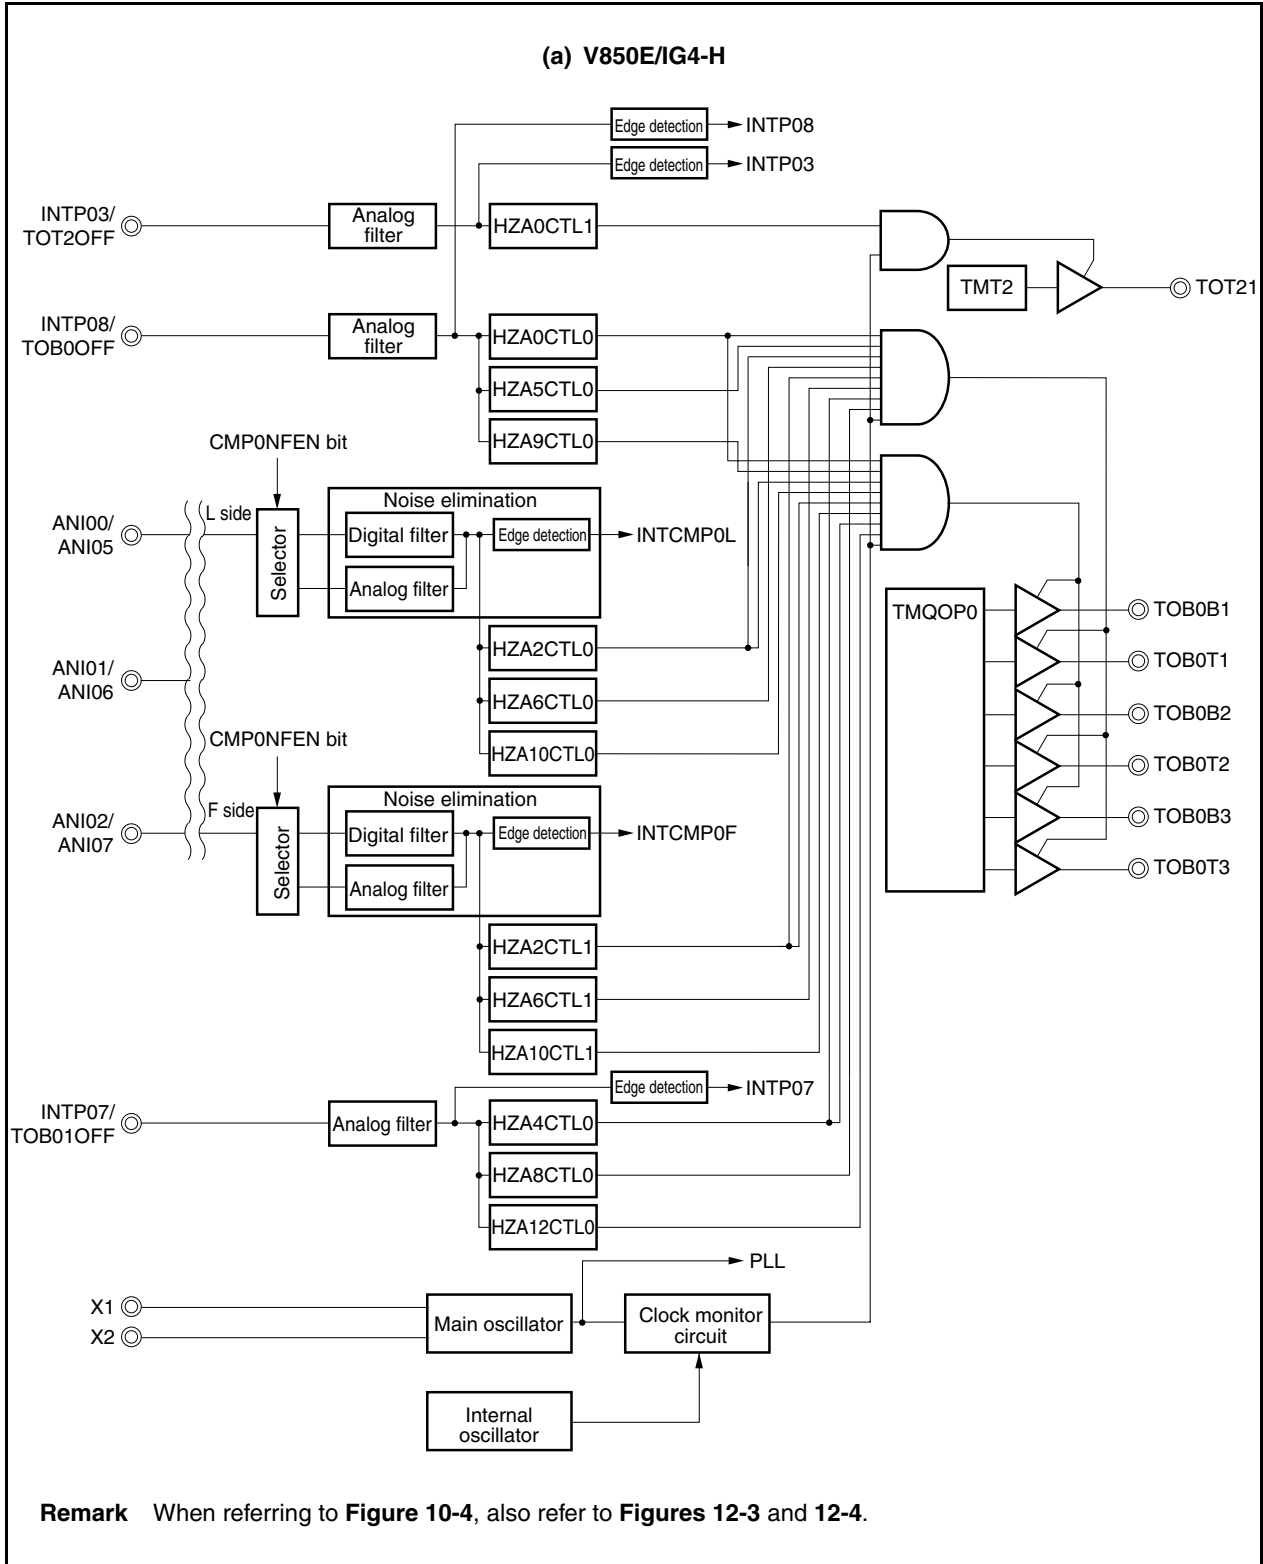 (a) V850E/IG4-H
Edge detection
INTP08
Edge detection
INTP03
INTP03/
TOT2OFF
Analog
filter
HZA0CTL1
TMT2
TOT21
INTP08/
TOB0OFF
Analog
filter
HZA0CTL0
HZA5CTL0
HZA9CTL0
CMP0NFEN bit
Noise elimination
L side
ANI00/
ANI05
Selector
Digital filter
Edge detection
INTCMP0L
Analog filter
TMQOP0
TOB0B1
HZA2CTL0
TOB0T1
ANI01/
ANI06
HZA6CTL0
TOB0B2
CMP0NFEN bit
HZA10CTL0
TOB0T2
Noise elimination
F side
ANI02/
ANI07
Selector
Digital filter
Edge detection
INTCMP0F
TOB0B3
Analog filter
TOB0T3
HZA2CTL1
HZA6CTL1
HZA10CTL1
Edge detection
INTP07
INTP07/
TOB01OFF
Analog filter
HZA4CTL0
HZA8CTL0
HZA12CTL0
PLL
X1
X2
Main oscillator
Clock monitor
circuit
Internal
oscillator
Remark When referring to Figure 10-4, also refer to Figures 12-3 and 12-4.